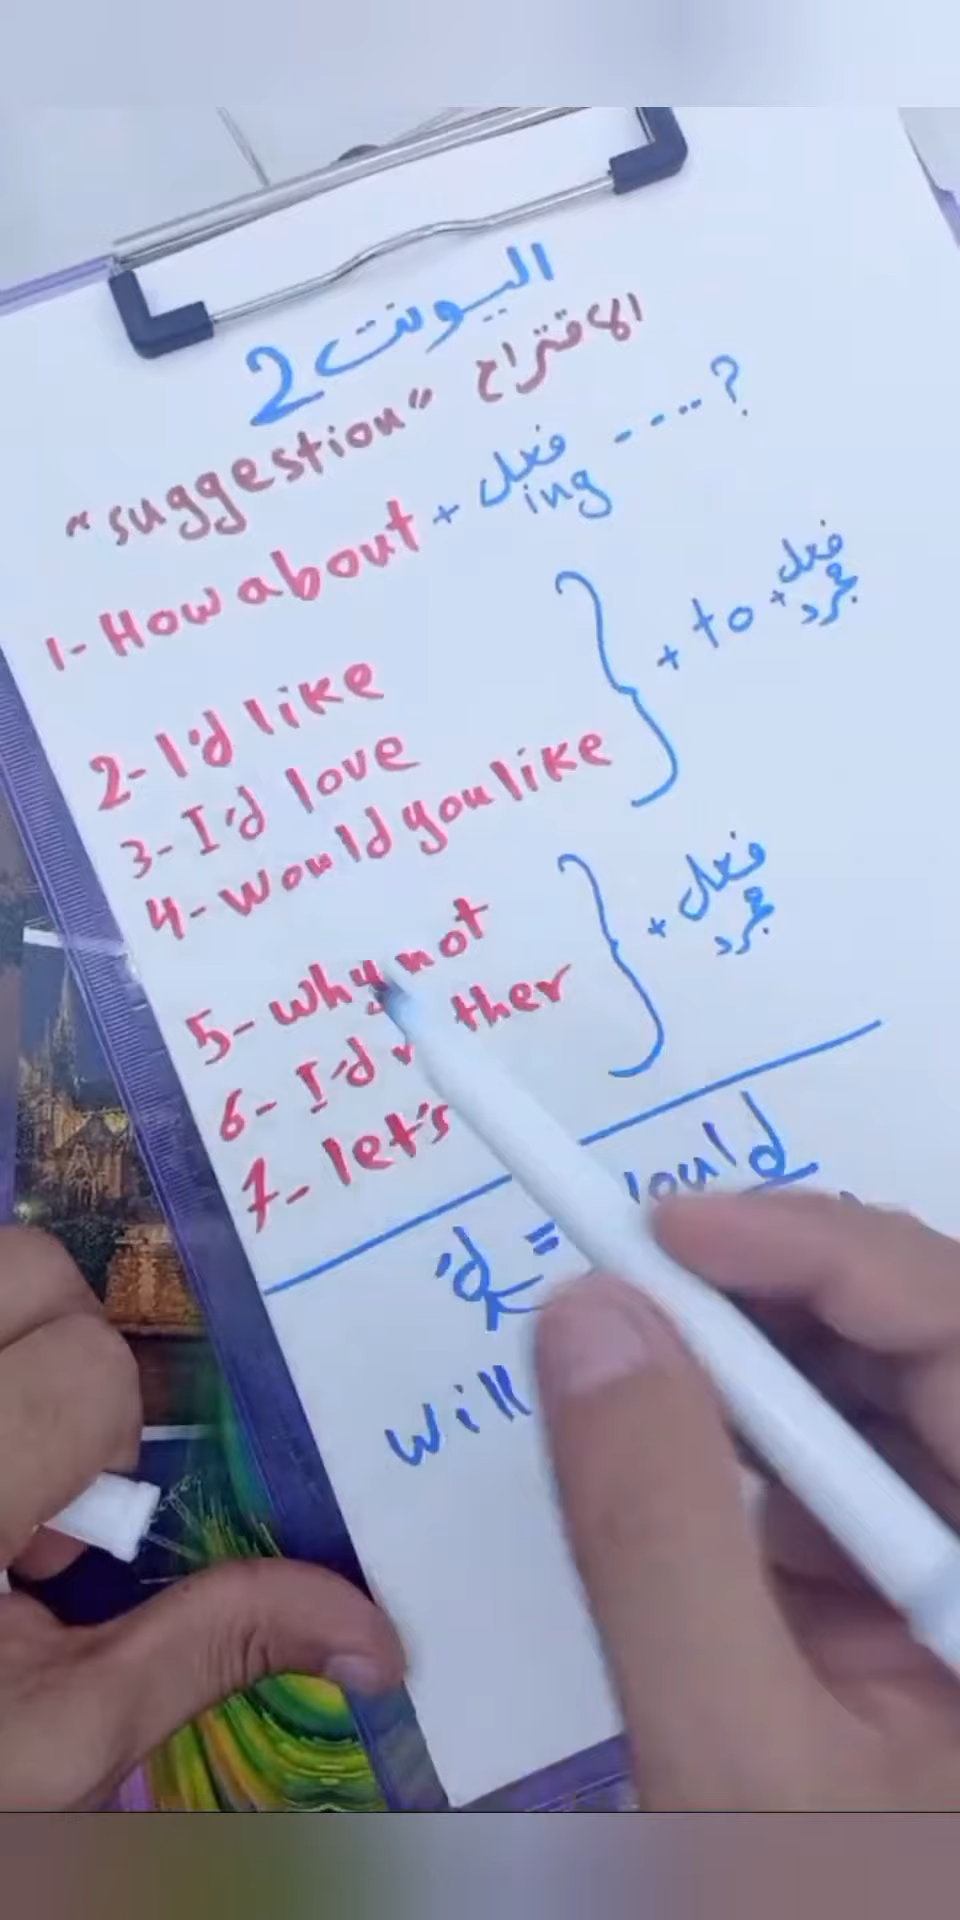 اليونت 2
"suggestion" الاقتراح
1- How about + فعل ing ----?
2- I'd like
3- I'd love
4- Would you like
+ to + فعل مجرد
5- Why not
6- I'd ther
7- let's
+ فعل مجرد
'd = ould
will